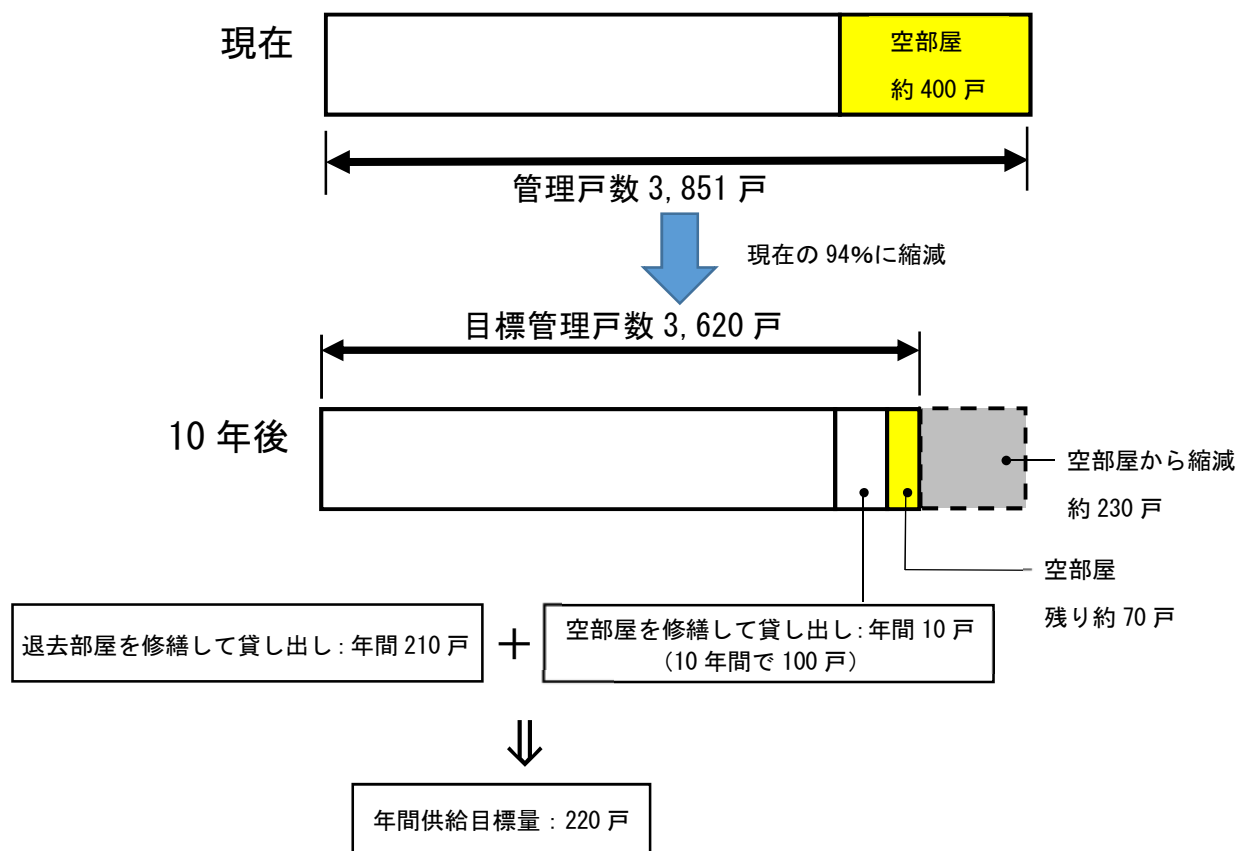 現在
空部屋
約 400 戸
管理戸数 3,851 戸
現在の 94%に縮減
目標管理戸数 3,620 戸
10 年後
空部屋から縮減
約 230 戸
空部屋
残り約 70 戸
退去部屋を修繕して貸し出し:年間 210 戸
＋
空部屋を修繕して貸し出し:年間 10 戸
(10 年間で 100 戸)
⇓
年間供給目標量：220 戸